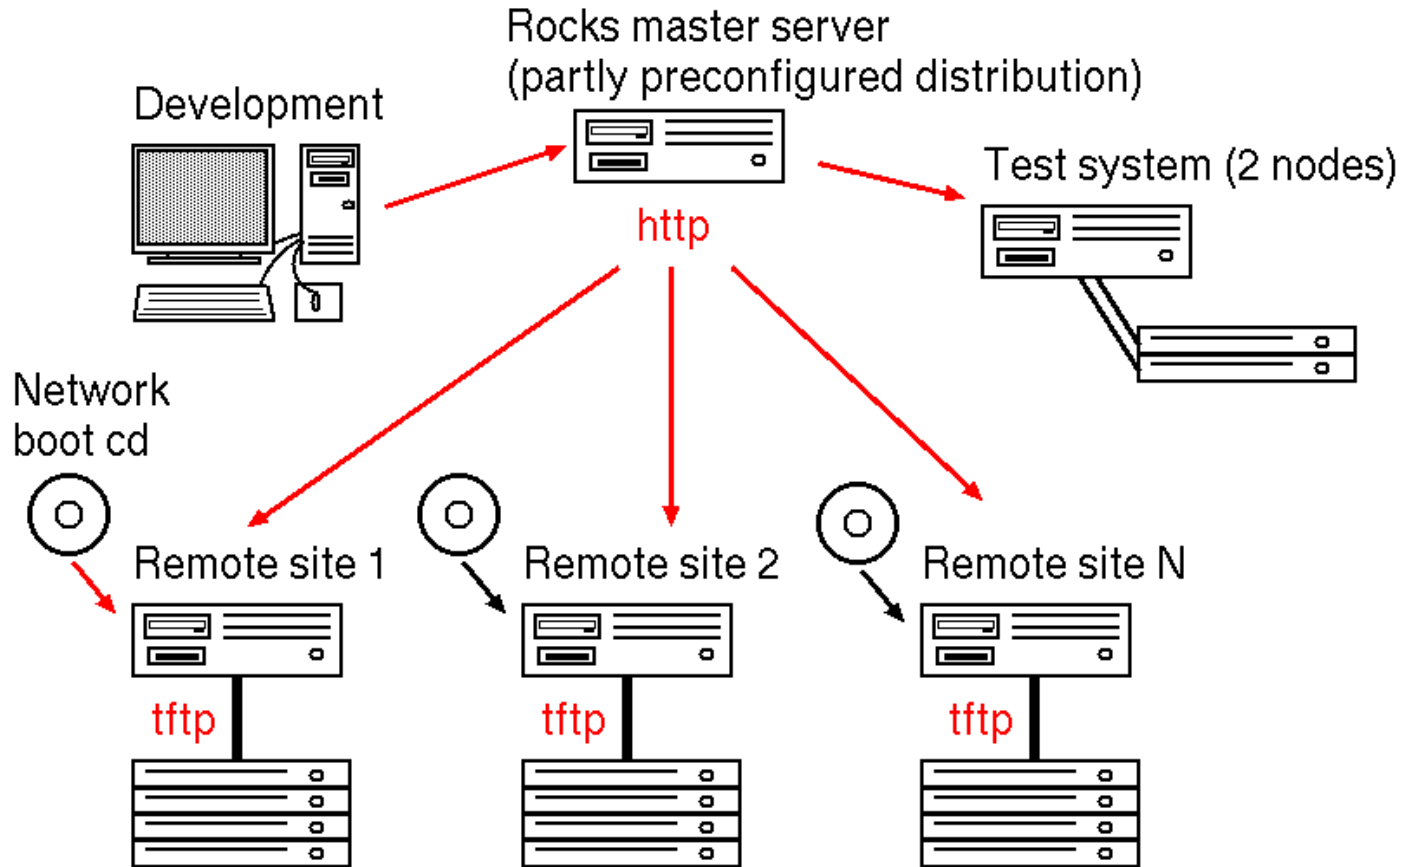 Rocks master server
(partly preconfigured distribution)
Development
Test system (2 nodes)
http
Network
boot cd
Remote site 1
Remote site 2
Remote site N
tftp
tftp
tftp